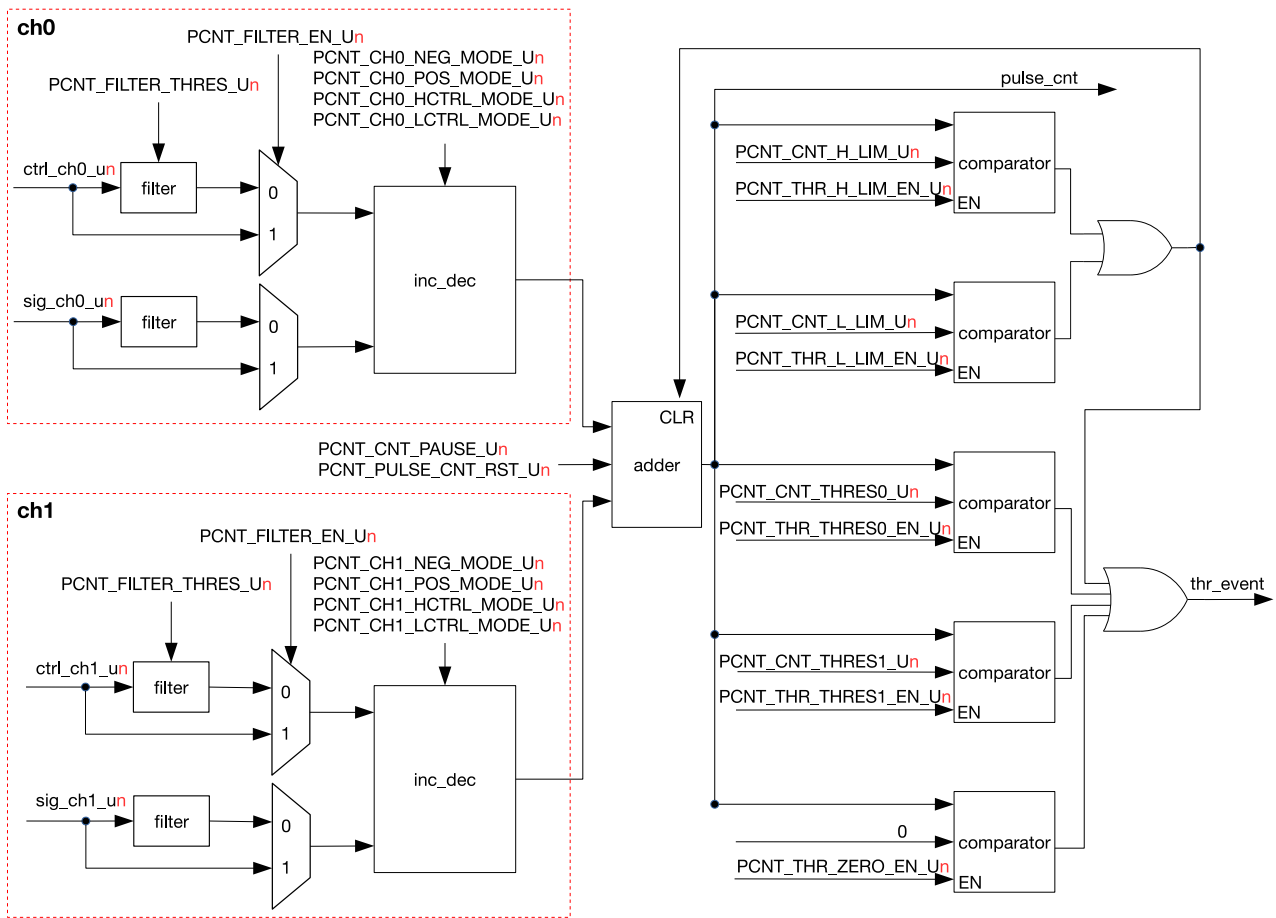 ch0
PCNT_FILTER_EN_Un
PCNT_CH0_NEG_MODE_Un
PCNT_CH0_POS_MODE_Un
PCNT_CH0_HCTRL_MODE_Un
PCNT_CH0_LCTRL_MODE_Un
PCNT_FILTER_THRES_Un
ctrl_ch0_un
filter
0
1
sig_ch0_un
filter
0
1
inc_dec
PCNT_CNT_PAUSE_Un
PCNT_PULSE_CNT_RST_Un
CLR
adder
ch1
PCNT_FILTER_EN_Un
PCNT_CH1_NEG_MODE_Un
PCNT_CH1_POS_MODE_Un
PCNT_CH1_HCTRL_MODE_Un
PCNT_CH1_LCTRL_MODE_Un
PCNT_FILTER_THRES_Un
ctrl_ch1_un
filter
0
1
sig_ch1_un
filter
0
1
inc_dec
pulse_cnt
PCNT_CNT_H_LIM_Un
comparator
PCNT_THR_H_LIM_EN_Un
EN
PCNT_CNT_L_LIM_Un
comparator
PCNT_THR_L_LIM_EN_Un
EN
PCNT_CNT_THRES0_Un
comparator
PCNT_THR_THRES0_EN_Un
EN
thr_event
PCNT_CNT_THRES1_Un
comparator
PCNT_THR_THRES1_EN_Un
EN
0
comparator
PCNT_THR_ZERO_EN_Un
EN